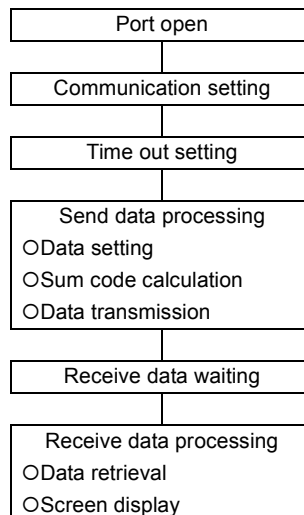 Port open
Communication setting
Time out setting
Send data processing
○Data setting
○Sum code calculation
○Data transmission
Receive data waiting
Receive data processing
○Data retrieval
○Screen display